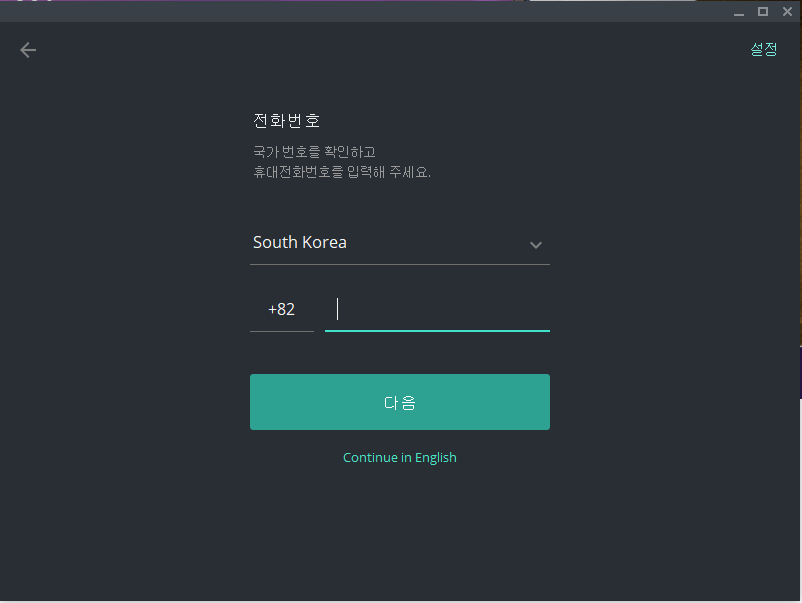 설정
전화번호
국가 번호를 확인하고
휴대전화번호를 입력해 주세요.
South Korea
+82
다음
Continue in English